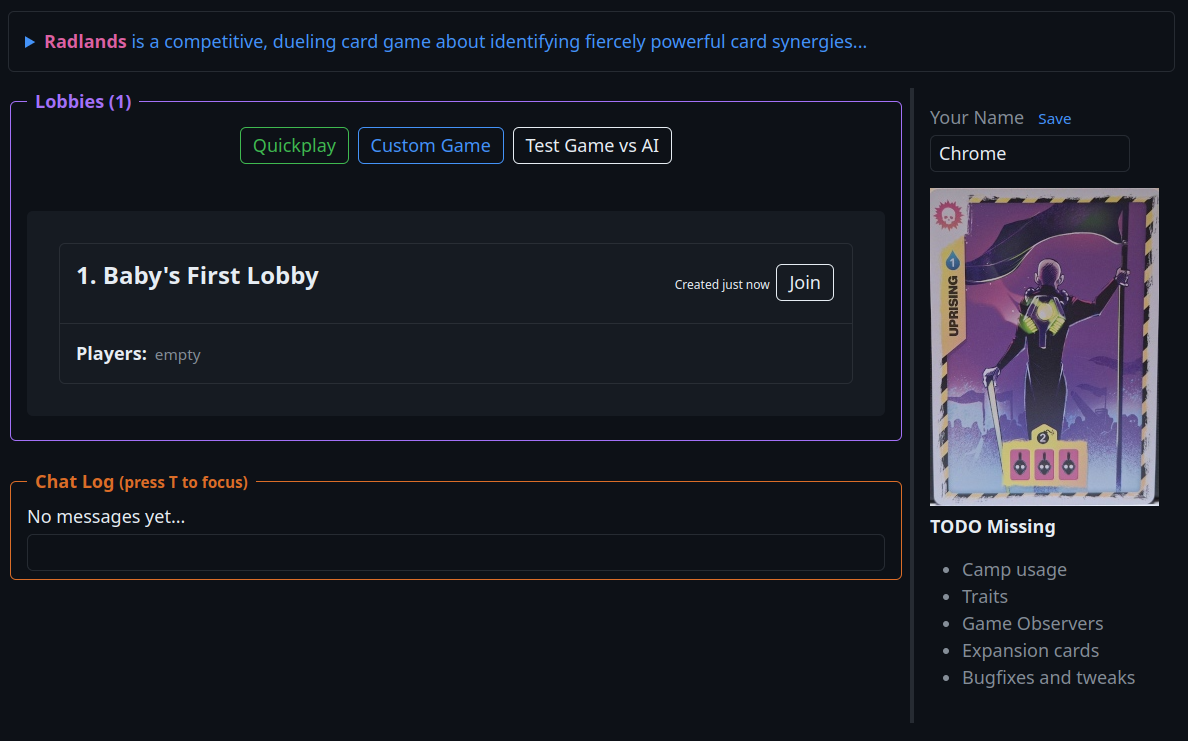 Radlands is a competitive, dueling card game about identifying fiercely powerful card synergies...
Lobbies (1)
Quickplay
Custom Game
Test Game vs AI
1. Baby's First Lobby
Created just now
Join
Players: empty
Chat Log (press T to focus)
No messages yet...
Your Name
Save
Chrome
1
UPRISING
2
TODO Missing
Camp usage
Traits
Game Observers
Expansion cards
Bugfixes and tweaks